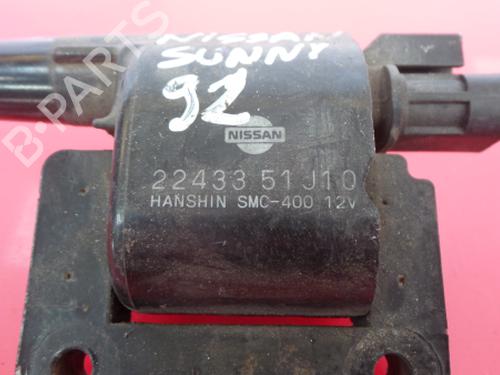 NISSAN
SUNNY
92
NISSAN
22433 51J10
HANSHIN SMC-400 12V
B-PARTS